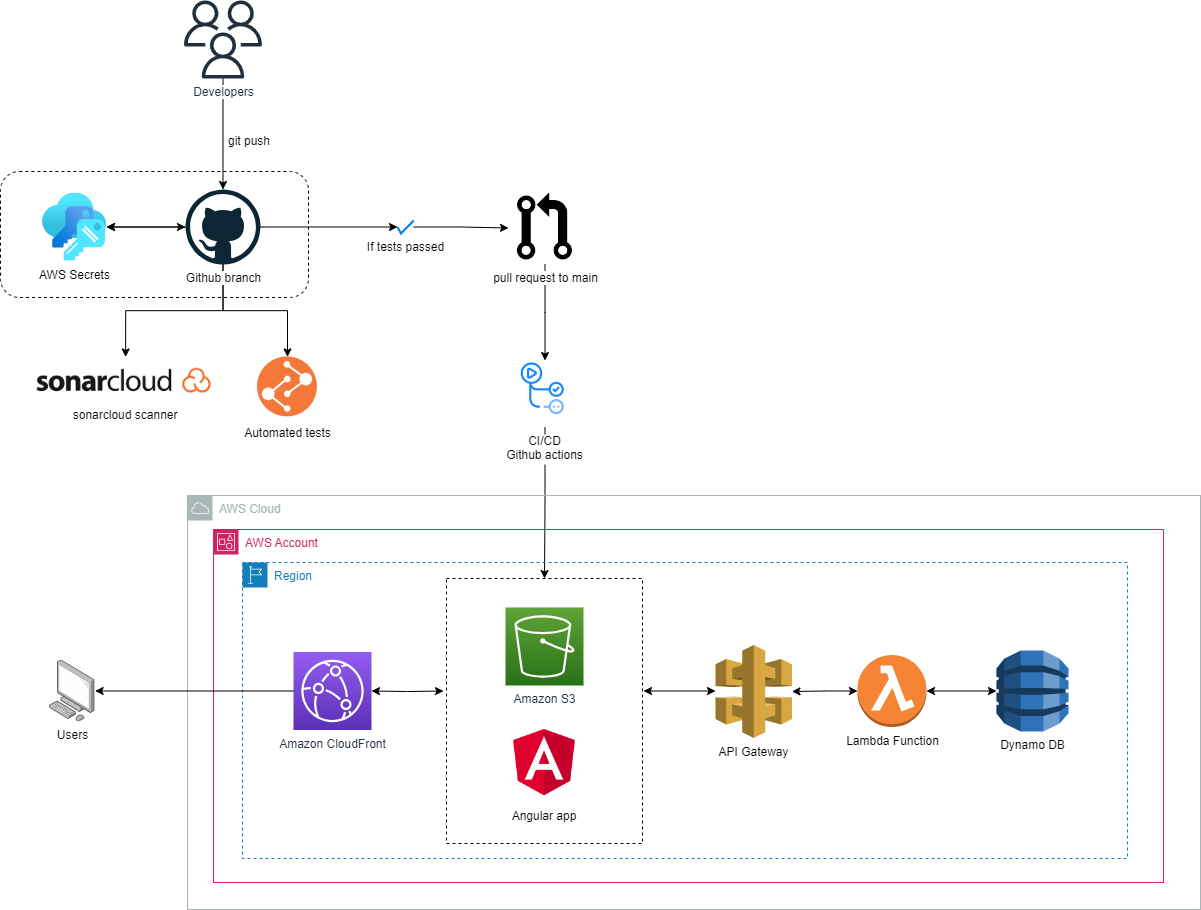 Developers
git push
AWS Secrets
Github branch
If tests passed
pull request to main
sonarcloud
sonarcloud scanner
Automated tests
CI/CD
Github actions
AWS Cloud
AWS Account
Region
Users
Amazon CloudFront
Amazon S3
Angular app
API Gateway
Lambda Function
Dynamo DB